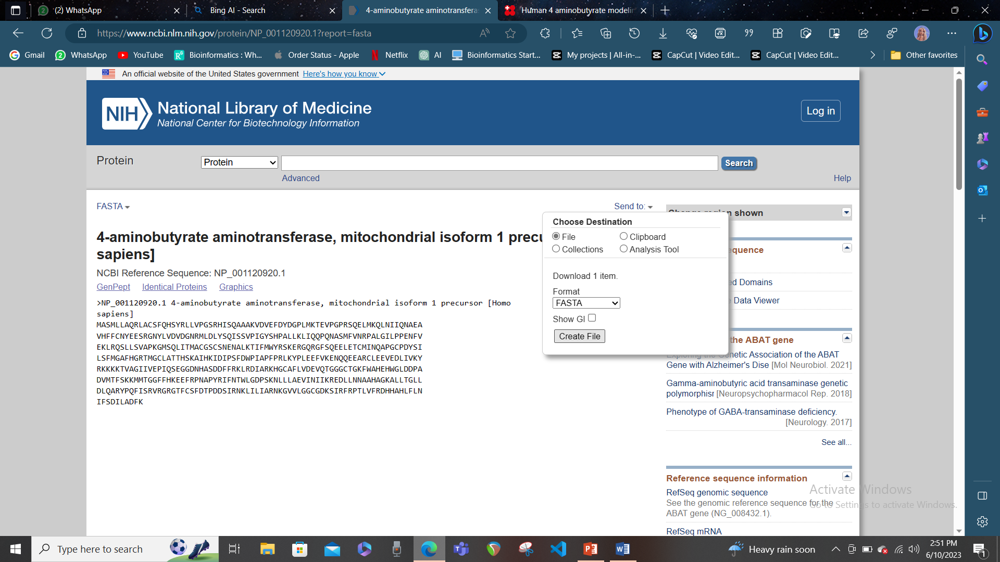 (2) WhatsApp
Bing AI - Search
4-aminobutyrate aminotransfera
Human 4 aminobutyrate modelin
https://www.ncbi.nlm.nih.gov/protein/NP_001120920.1?report=fasta
Gmail
WhatsApp
YouTube
Bioinformatics : Wh...
Order Status - Apple
Netflix
AI
Bioinformatics Start...
My projects | All-in-...
CapCut | Video Edit...
CapCut | Video Edit...
Other favorites
An official website of the United States government Here's how you know
NIH National Library of Medicine
National Center for Biotechnology Information
Log in
Protein
Protein
Search
Advanced
Help
FASTA
Send to:
Change region shown
Choose Destination
File
Clipboard
Collections
Analysis Tool
Download 1 item.
Format
FASTA
Show GI
Create File
4-aminobutyrate aminotransferase, mitochondrial isoform 1 precu
sapiens]
NCBI Reference Sequence: NP_001120920.1
GenPept Identical Proteins Graphics
>NP_001120920.1 4-aminobutyrate aminotransferase, mitochondrial isoform 1 precursor [Homo
sapiens]
MASMLLAQRLACSFQHSYRLLVPGSRHISQAAAKVDVEFDYDGPLMKTEVPGPRSQELMKQLNIIQNAEA
VHFFCNYEESRGNYLVDVDGNRMLDLYSQISSVPIGYSHPALLKLIQQPQNASMFVNRPALGILPPENFV
EKLRQSLLSVAPKGMSQLITMACGSCSNENALKTIFMWYRSKERGQRGFSQEELETCMINQAPGCPDYSI
LSFMGAFHGRTMGCLATTHSKAIHKIDIPSFDWPIAPFPRLKYPLEEFVKENQQEEARCLEEVEDLIVKY
RKKKKTVAGIIVEPIQSEGGDNHASDDFFRKLRDIARKHGCAFLVDEVQTGGGCTGKFWAHEHWGLDDPA
DVMTFSKKMMTGGFFHKEEFRPNAPYRIFNTWLGDPSKNLLLAEVINIIKREDLLNNAAHAGKALLTGLL
DLQARYPQFISRVRGRGTFCSFDTPDDSIRNKLILIARNKGVVLGGCGDKSIRFRPTLVFRDHHAHLFLN
IFSDILADFK
equence
ed Domains
Data Viewer
the ABAT gene
Exploring the Genetic Association of the ABAT
Gene with Alzheimer's Dise [Mol Neurobiol. 2021]
Gamma-aminobutyric acid transaminase genetic
polymorphisr [Neuropsychopharmacol Rep. 2018]
Phenotype of GABA-transaminase deficiency.
[Neurology. 2017]
See all...
Reference sequence information
RefSeq genomic sequence
See the genomic reference sequence for the
ABAT gene (NG_008432.1).
RefSeq mRNA
Activate Windows
Go to Settings to activate Windows.
Type here to search
Heavy rain soon
2:51 PM
6/10/2023
1